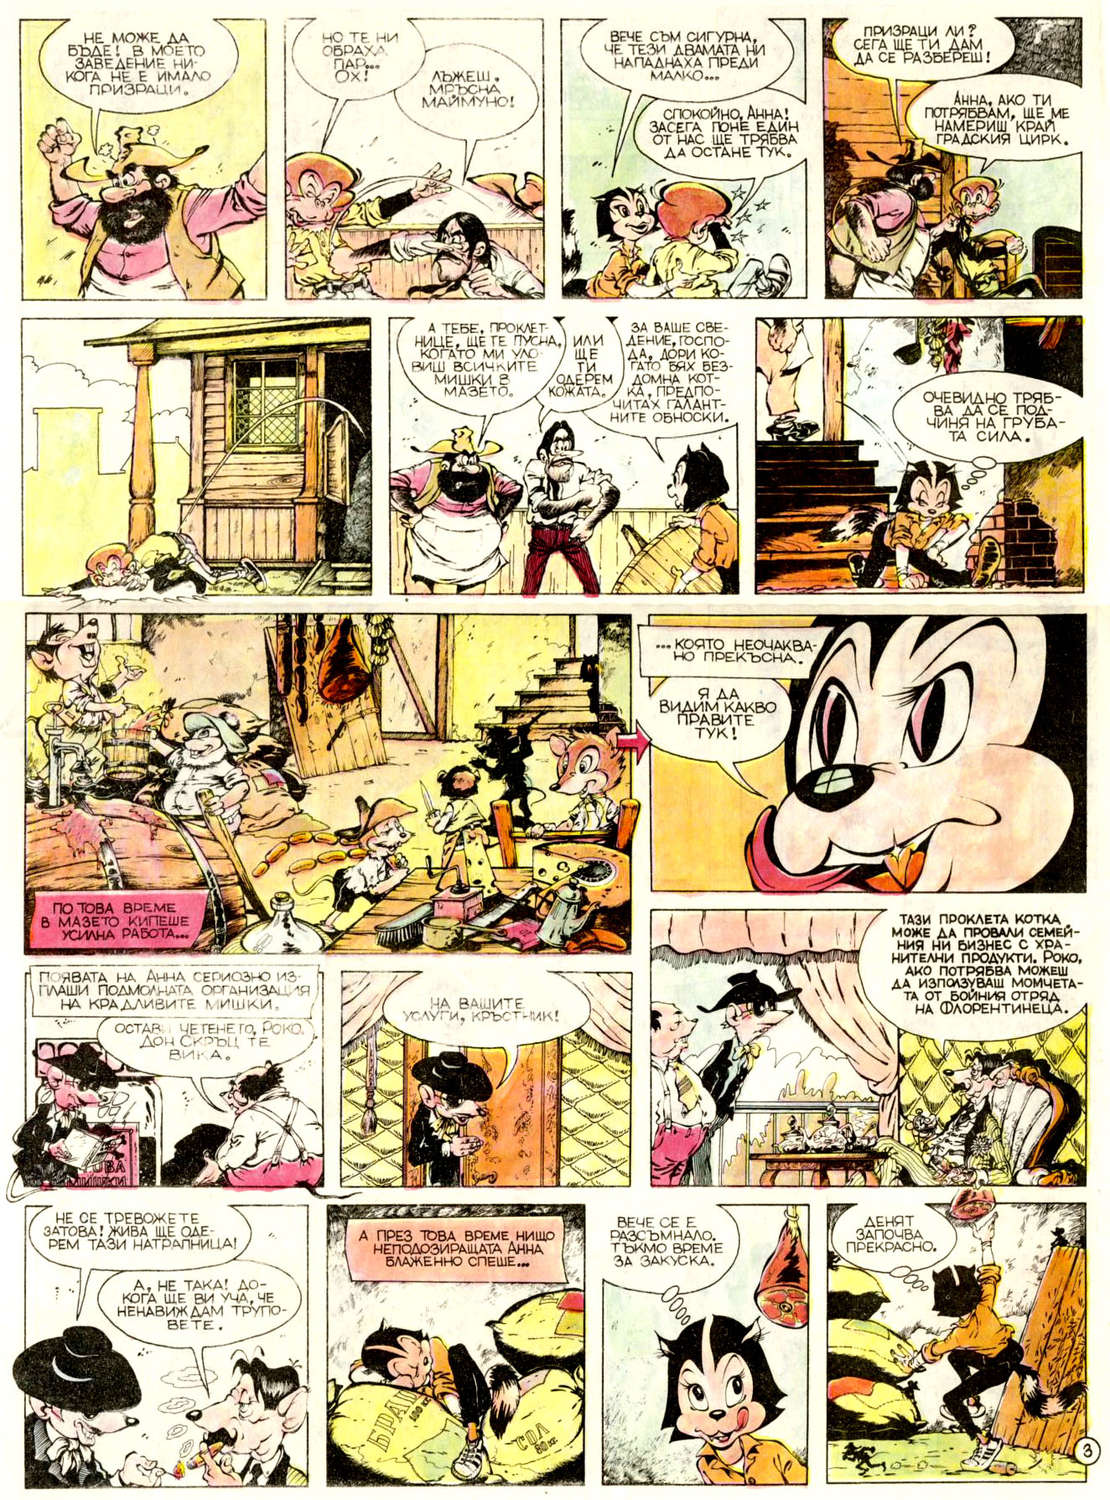 НЕ МОЖЕ ДА
БЪДЕ! В МОЕТО
ЗАВЕДЕНИЕ НИ-
КОГА НЕ Е ИМАЛО
ПРИЗРАЦИ.
НО ТЕ НИ
ОБРАХА
ПАР...
ОХ!
ЛЪЖЕШ,
МРЪСНА
МАЙМУНО!
ВЕЧЕ СЪМ СИГУРНА,
ЧЕ ТЕЗИ ДВАМАТА НИ
НАПАДНАХА ПРЕДИ
МАЛКО...
СПОКОЙНО, АННА!
ЗАСЕГА ПОНЕ ЕДИН
ОТ НАС ЩЕ ТРЯБВА
ДА ОСТАНЕ ТУК.
ПРИЗРАЦИ ЛИ?
СЕГА ЩЕ ТИ ДАМ
ДА СЕ РАЗБЕРЕШ!
АННА, АКО ТИ
ПОТРЯБВАМ, ЩЕ МЕ
НАМЕРИШ КРАЙ
ГРАДСКИЯ ЦИРК.
А ТЕБЕ, ПРОКЛЕТ-
НИЦЕ, ЩЕ ТЕ ПУСНА,
КОГАТО МИ УЛО-
ВИШ ВСИЧКИТЕ
МИШКИ В
МАЗЕТО.
ИЛИ
ЩЕ
ТИ
ОДЕРЕМ
КОЖАТА.
ЗА ВАШЕ СВЕ-
ДЕНИЕ, ГОСПО-
ДА, ДОРИ КО-
ГАТО БЯХ БЕЗ-
ДОМНА КОТ-
КА, ПРЕДПО-
ЧИТАХ ГАЛАНТ-
НИТЕ ОБНОСКИ.
ОЧЕВИДНО ТРЯБ-
ВА ДА СЕ ПОД-
ЧИНЯ НА ГРУБА-
ТА СИЛА.
ПО ТОВА ВРЕМЕ
В МАЗЕТО КИПЕШЕ
УСИЛНА РАБОТА...
...КОЯТО НЕОЧАКВА-
НО ПРЕКЪСНА.
Я ДА
ВИДИМ КАКВО
ПРАВИТЕ
ТУК!
ПОЯВАТА НА АННА СЕРИОЗНО ИЗ-
ПЛАШИ ПОДМОЛНАТА ОРГАНИЗАЦИЯ
НА КРАДЛИВИТЕ МИШКИ.
ОСТАВИ ЧЕТЕНЕТО, РОКО.
ДОН СКРЪЦ ТЕ
ВИКА.
МИШКИ
НА ВАШИТЕ
УСЛУГИ, КРЪСТНИК!
ТАЗИ ПРОКЛЕТА КОТКА
МОЖЕ ДА ПРОВАЛИ СЕМЕЙ-
НИЯ НИ БИЗНЕС С ХРА-
НИТЕЛНИ ПРОДУКТИ. РОКО,
АКО ПОТРЯБВА МОЖЕШ
ДА ИЗПОЛЗУВАШ МОМЧЕТА-
ТА ОТ БОЙНИЯ ОТРЯД
НА ФЛОРЕНТИНЕЦА.
НЕ СЕ ТРЕВОЖЕТЕ
ЗАТОВА! ЖИВА ЩЕ ОДЕ-
РЕМ ТАЗИ НАТРАПНИЦА!
А, НЕ ТАКА! ДО-
КОГА ЩЕ ВИ УЧА, ЧЕ
НЕНАВИЖДАМ ТРУПО-
ВЕТЕ.
А ПРЕЗ ТОВА ВРЕМЕ НИЩО
НЕПОДОЗИРАЩАТА АННА
БЛАЖЕННО СПЕШЕ...
БРАШ
100 КГ.
СОЛ
80 КГ.
ВЕЧЕ СЕ Е
РАЗСЪМНАЛО.
ТЪКМО ВРЕМЕ
ЗА ЗАКУСКА.
ДЕНЯТ
ЗАПОЧВА
ПРЕКРАСНО.
3